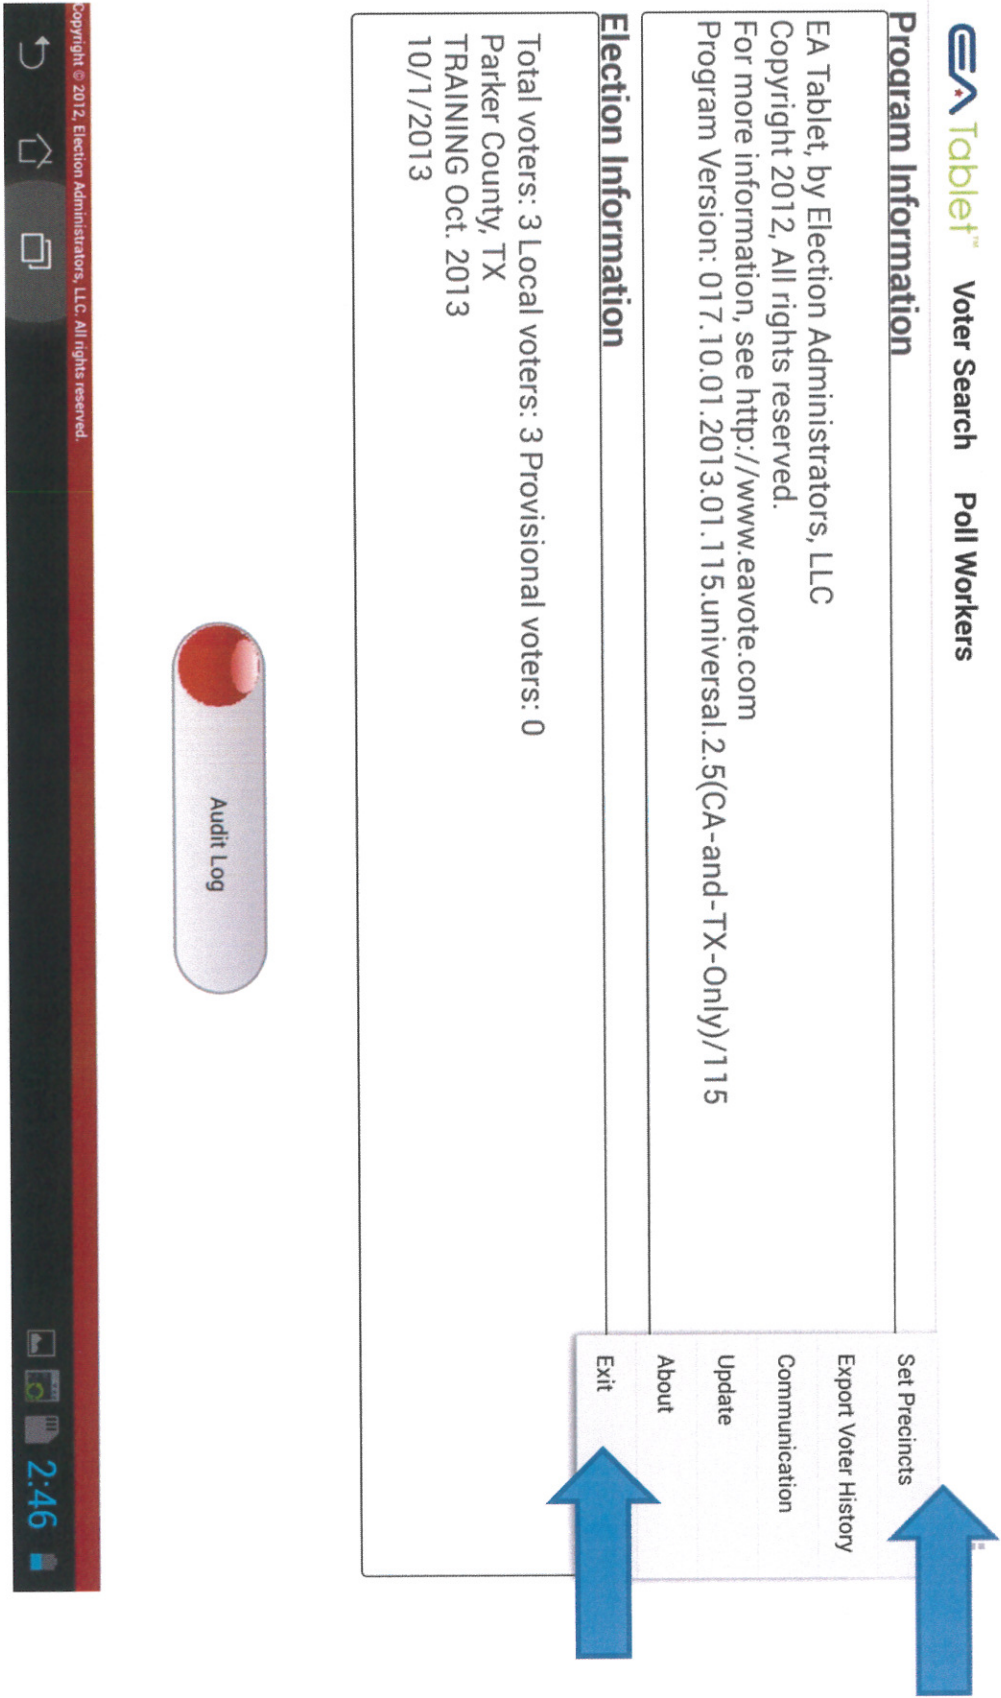 EA Tablet™ Voter Search Poll Workers
Program Information
EA Tablet, by Election Administrators, LLC
Copyright 2012, All rights reserved.
For more information, see http://www.eavote.com
Program Version: 017.10.01.2013.01.115.universal.2.5(CA-and-TX-Only)/115
Set Precincts
Export Voter History
Communication
Update
About
Exit
Election Information
Total voters: 3 Local voters: 3 Provisional voters: 0
Parker County, TX
TRAINING Oct. 2013
10/1/2013
Audit Log
Copyright © 2012, Election Administrators, LLC. All rights reserved.
2:46